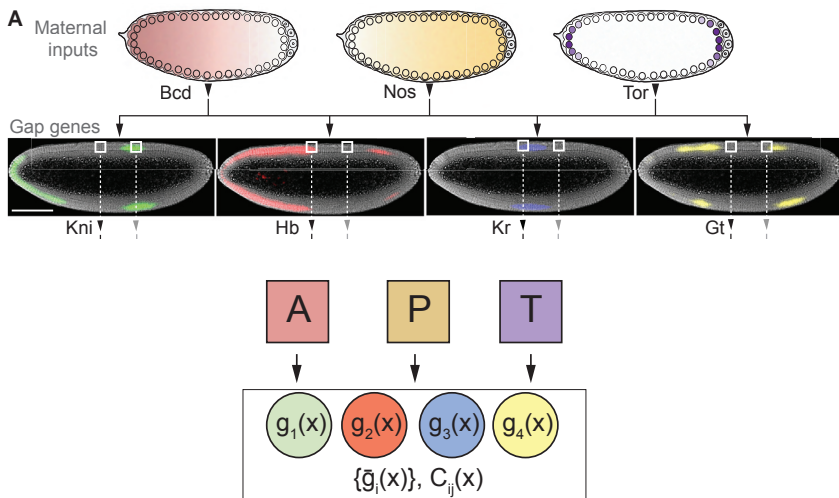 A
Maternal inputs
Bcd Nos Tor
Gap genes
Kni Hb Kr Gt
A P T
g₁(x) g₂(x) g₃(x) g₄(x)
{ḡᵢ(x)}, Cᵢⱼ(x)